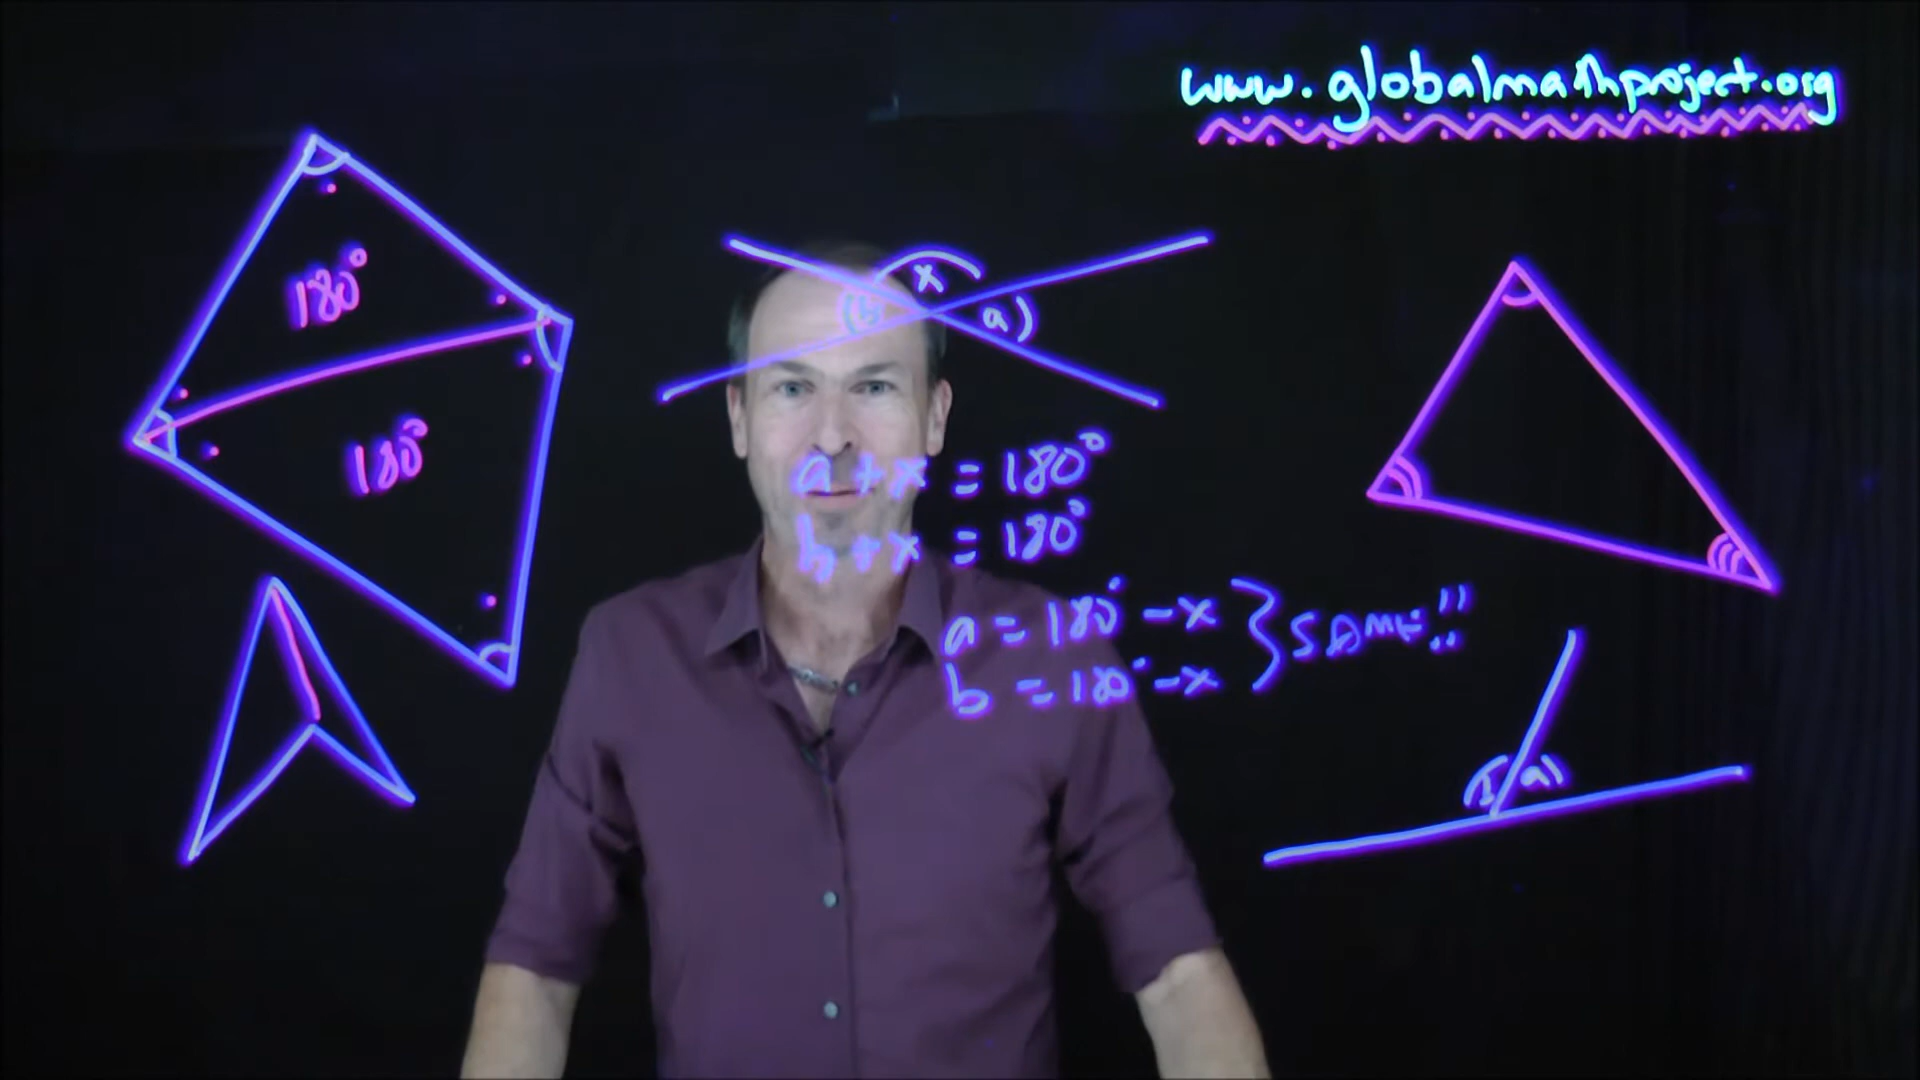 www.globalmathproject.org
180°
180°
x
(b
a)
a + x = 180°
b + x = 180°
a = 180° - x } SAME!!
b = 180° - x
a)